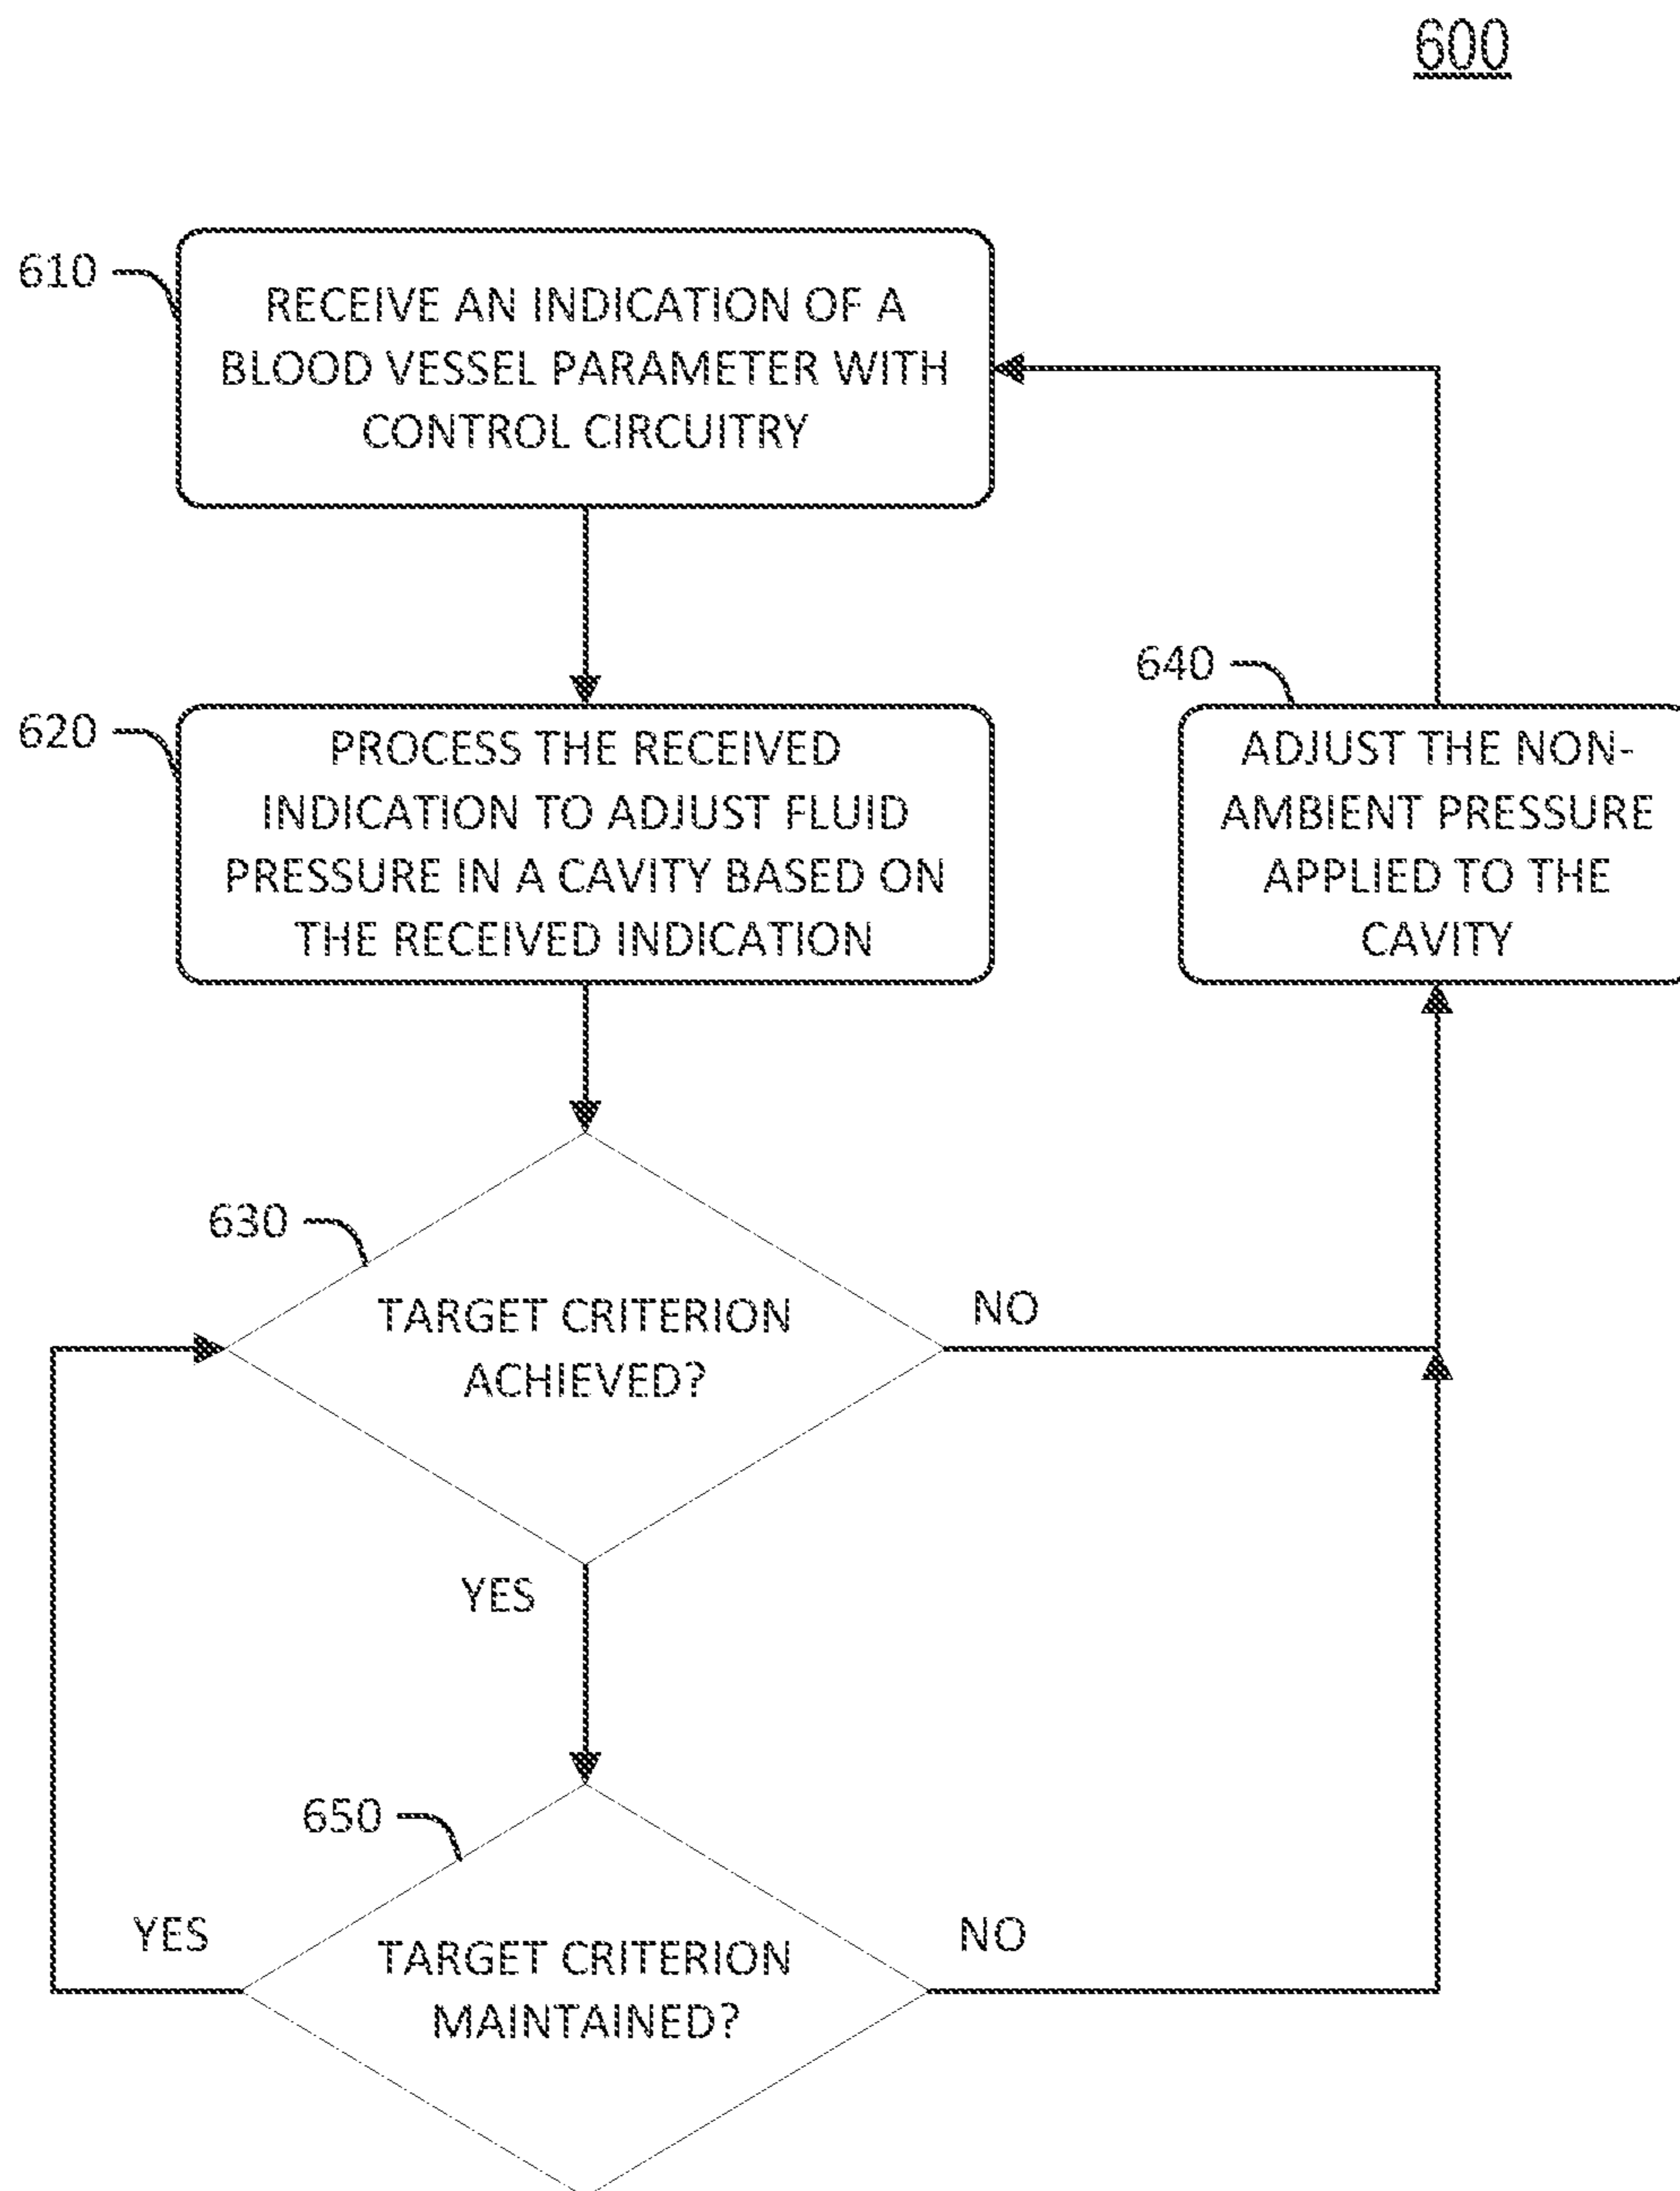 600
610
RECEIVE AN INDICATION OF A
BLOOD VESSEL PARAMETER WITH
CONTROL CIRCUITRY
620
PROCESS THE RECEIVED
INDICATION TO ADJUST FLUID
PRESSURE IN A CAVITY BASED ON
THE RECEIVED INDICATION
640
ADJUST THE NON-
AMBIENT PRESSURE
APPLIED TO THE
CAVITY
630
TARGET CRITERION
ACHIEVED?
NO
YES
650
TARGET CRITERION
MAINTAINED?
YES
NO